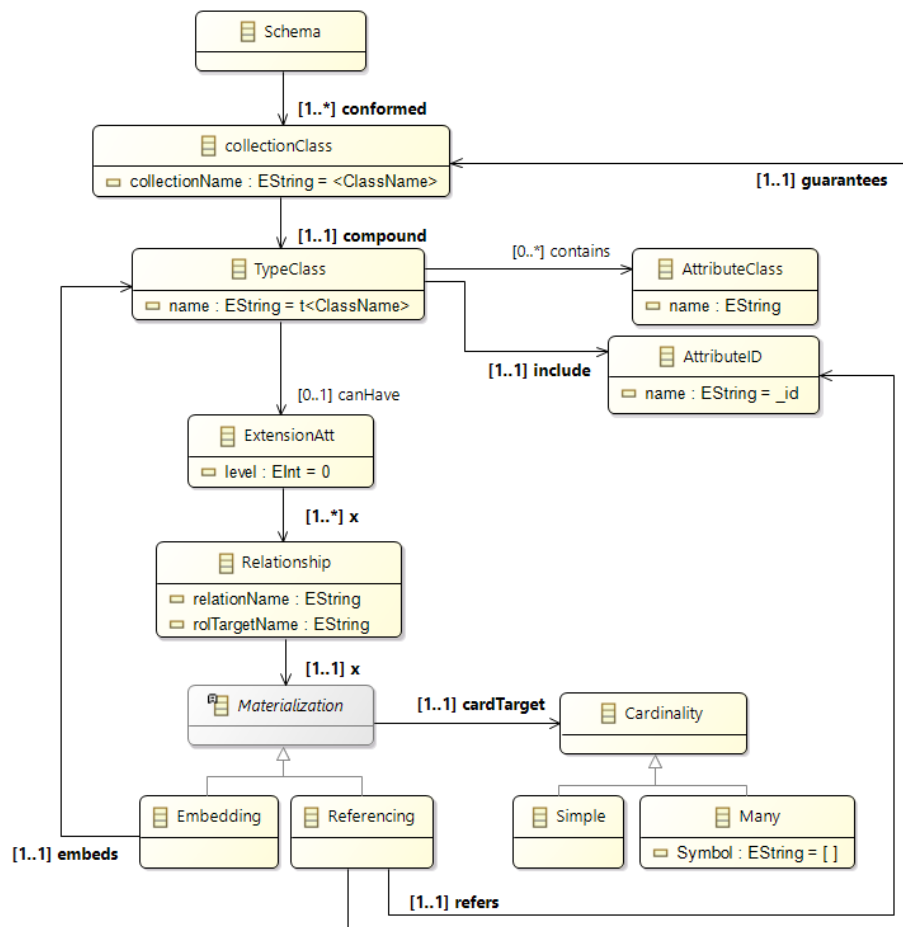 Schema
[1..*] conformed
collectionClass
collectionName : EString = <ClassName>
[1..1] guarantees
[1..1] compound
TypeClass
name : EString = t<ClassName>
[0..*] contains
AttributeClass
name : EString
[1..1] include
AttributeID
name : EString = _id
[0..1] canHave
ExtensionAtt
level : EInt = 0
[1..*] x
Relationship
relationName : EString
rolTargetName : EString
[1..1] x
Materialization
[1..1] cardTarget
Cardinality
Embedding
Referencing
Simple
Many
Symbol : EString = [ ]
[1..1] embeds
[1..1] refers